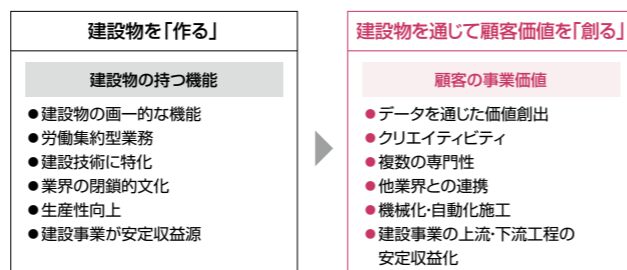 建設物を「作る」
建設物の持つ機能
●建設物の画一的な機能
●労働集約型業務
●建設技術に特化
●業界の閉鎖的文化
●生産性向上
●建設事業が安定収益源
建設物を通じて顧客価値を「創る」
顧客の事業価値
●データを通じた価値創出
●クリエイティビティ
●複数の専門性
●他業界との連携
●機械化・自動化施工
●建設事業の上流・下流工程の
安定収益化